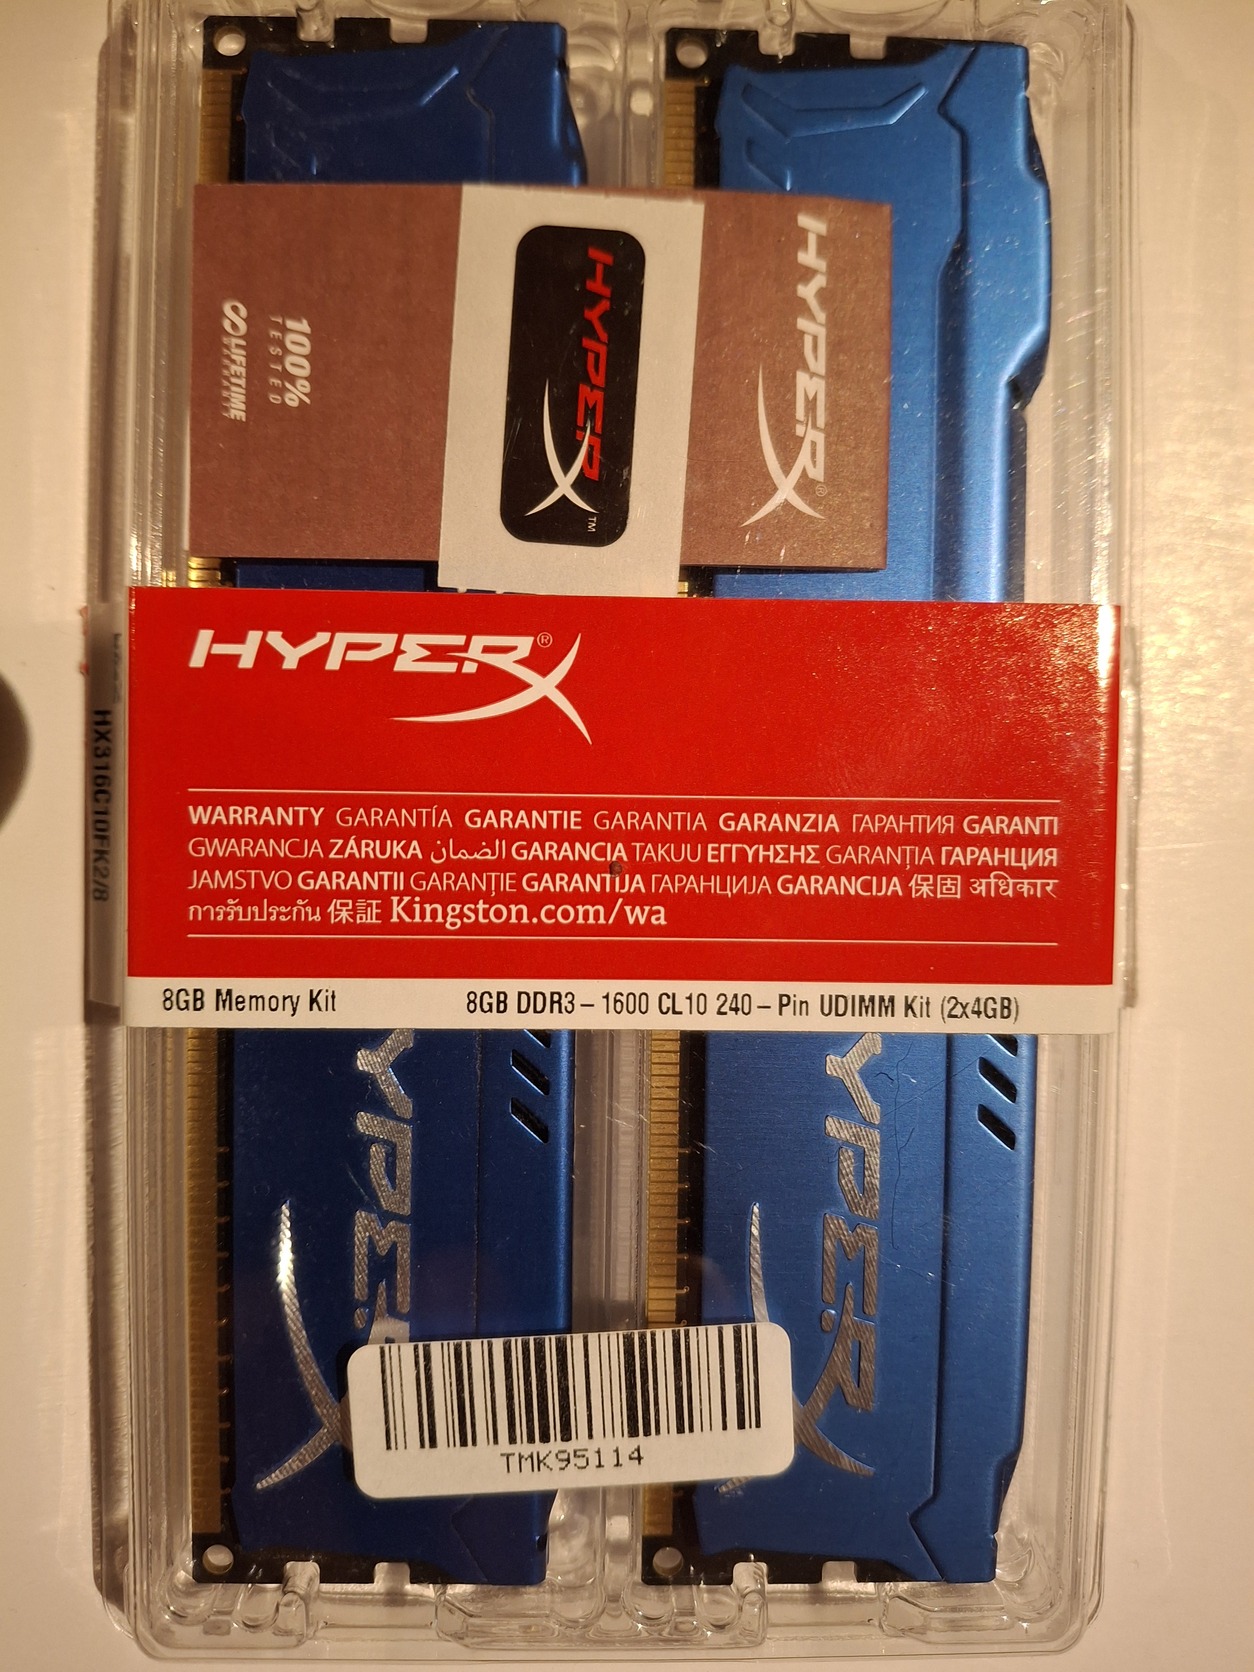 HYPERX®
100%
TESTED
∞ LIFETIME
WARRANTY
HYPERX™
HYPERX®
WARRANTY GARANTÍA GARANTIE GARANTIA GARANZIA ГАРАНТИЯ GARANTI
GWARANCJA ZÁRUKA الضمان GARANCIA TAKUU ΕΓΓΥΗΣΗΣ GARANȚIA ГАРАНЦИЯ
JAMSTVO GARANTII GARANȚIE GARANTIJA ГАРАНЦИЈА GARANCIJA 保固 अधिकार
การรับประกัน 保証 Kingston.com/wa
8GB Memory Kit 8GB DDR3–1600 CL10 240–Pin UDIMM Kit (2x4GB)
HX316C10FK2/8
YPER
YPERX
TMK95114